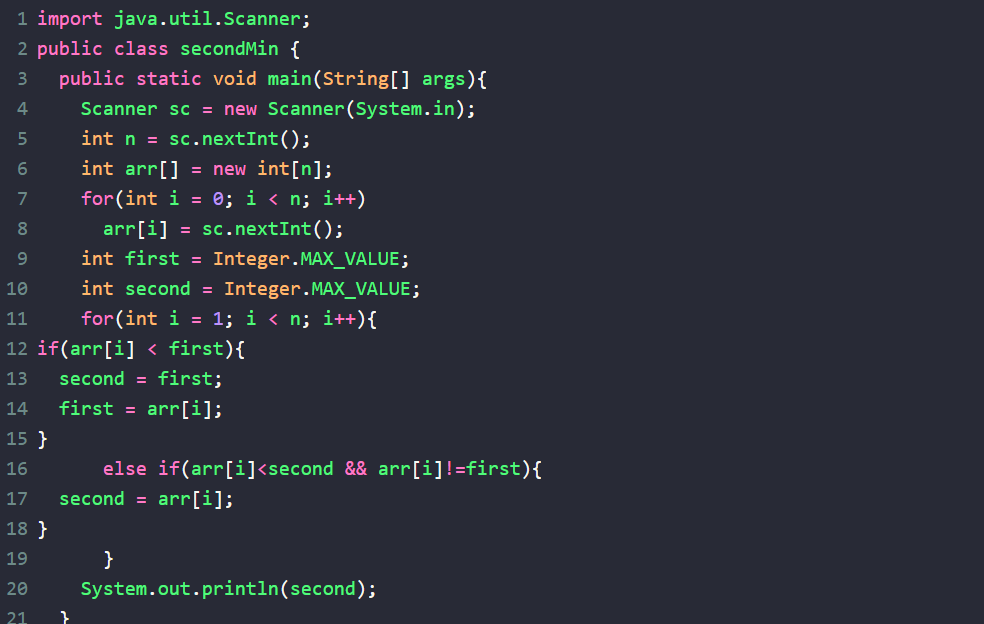 1 import java.util.Scanner;
2 public class secondMin {
3   public static void main(String[] args){
4     Scanner sc = new Scanner(System.in);
5     int n = sc.nextInt();
6     int arr[] = new int[n];
7     for(int i = 0; i < n; i++)
8       arr[i] = sc.nextInt();
9     int first = Integer.MAX_VALUE;
10     int second = Integer.MAX_VALUE;
11     for(int i = 1; i < n; i++){
12 if(arr[i] < first){
13   second = first;
14   first = arr[i];
15 }
16       else if(arr[i]<second && arr[i]!=first){
17   second = arr[i];
18 }
19       }
20     System.out.println(second);
21   }